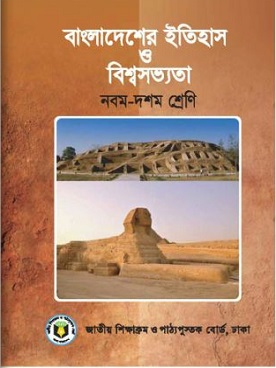 বাংলাদেশের ইতিহাস
ও
বিশ্বসভ্যতা
নবম-দশম শ্রেণি
জাতীয় শিক্ষাক্রম ও পাঠ্যপুস্তক বোর্ড, ঢাকা